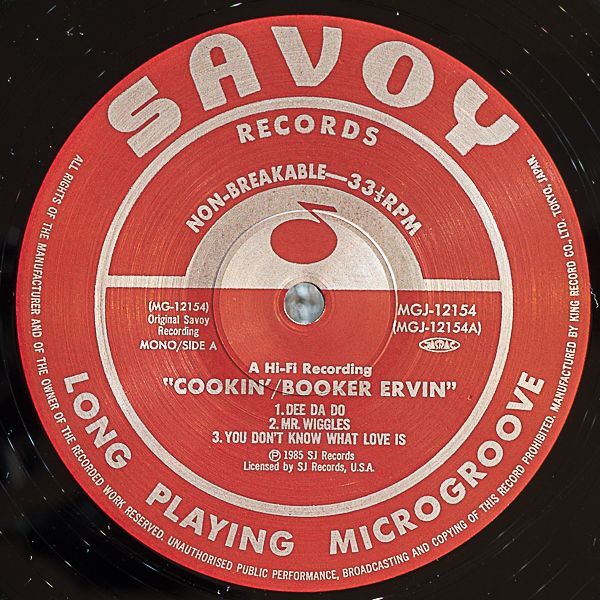 SAVOY
RECORDS
NON-BREAKABLE—33⅓RPM
(MG-12154)
Original Savoy
Recording
MONO/SIDE A
MGJ-12154
(MGJ-12154A)
JASRAC
A Hi-Fi Recording
"COOKIN'/BOOKER ERVIN"
1. DEE DA DO
2. MR. WIGGLES
3. YOU DON'T KNOW WHAT LOVE IS
Ⓟ 1985 SJ Records
Licensed by SJ Records, U.S.A.
LONG PLAYING MICROGROOVE
ALL RIGHTS OF THE MANUFACTURER AND OF THE OWNER OF THE RECORDED WORK RESERVED. UNAUTHORISED PUBLIC PERFORMANCE, BROADCASTING AND COPYING OF THIS RECORD PROHIBITED. MANUFACTURED BY KING RECORD CO., LTD. TOKYO, JAPAN.